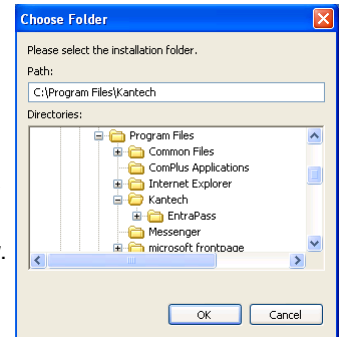 Choose Folder
Please select the installation folder.
Path:
C:\Program Files\Kantech
Directories:
Program Files
Common Files
ComPlus Applications
Internet Explorer
Kantech
EntraPass
Messenger
microsoft frontpage
.
OK Cancel